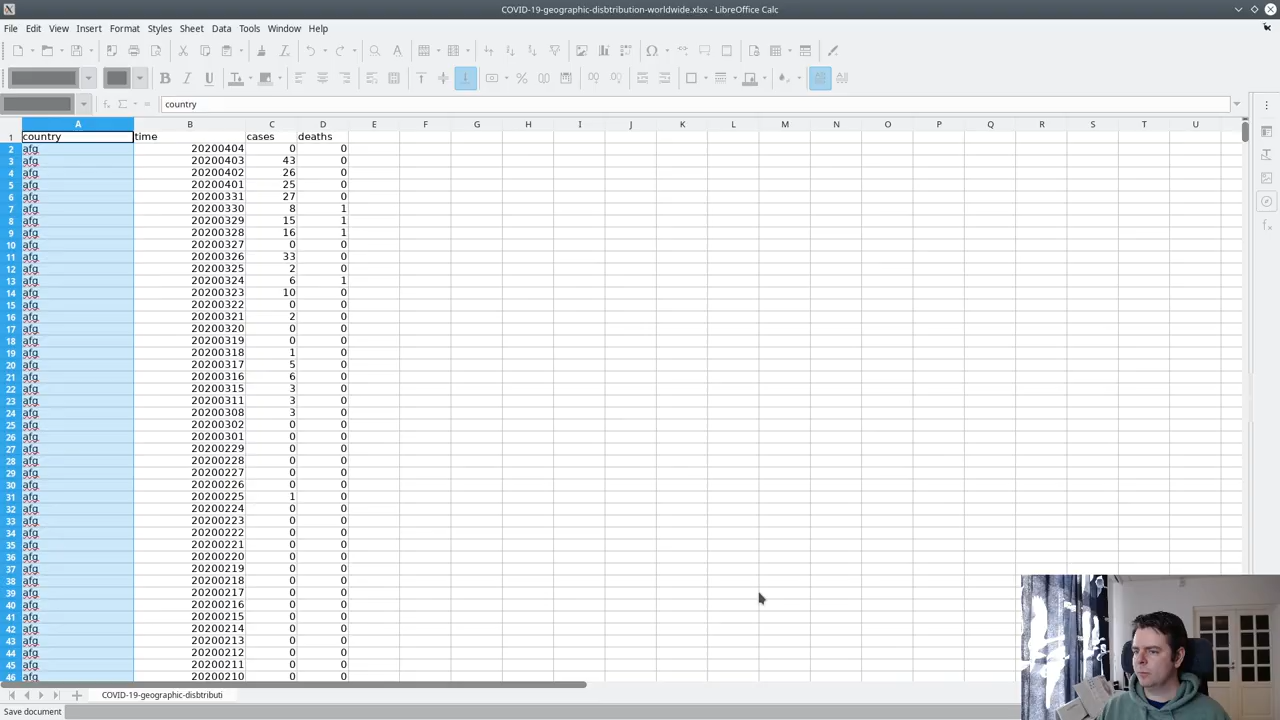 COVID-19-geographic-disbtribution-worldwide.xlsx - LibreOffice Calc
File Edit View Insert Format Styles Sheet Data Tools Window Help
country
A B C D E F G H I J K L M N O P Q R S T U
1 country time cases deaths
2 afg 20200404 0 0
3 afg 20200403 43 0
4 afg 20200402 26 0
5 afg 20200401 25 0
6 afg 20200331 27 0
7 afg 20200330 8 1
8 afg 20200329 15 1
9 afg 20200328 16 1
10 afg 20200327 0 0
11 afg 20200326 33 0
12 afg 20200325 2 0
13 afg 20200324 6 1
14 afg 20200323 10 0
15 afg 20200322 0 0
16 afg 20200321 2 0
17 afg 20200320 0 0
18 afg 20200319 0 0
19 afg 20200318 1 0
20 afg 20200317 5 0
21 afg 20200316 6 0
22 afg 20200315 3 0
23 afg 20200311 3 0
24 afg 20200308 3 0
25 afg 20200302 0 0
26 afg 20200301 0 0
27 afg 20200229 0 0
28 afg 20200228 0 0
29 afg 20200227 0 0
30 afg 20200226 0 0
31 afg 20200225 1 0
32 afg 20200224 0 0
33 afg 20200223 0 0
34 afg 20200222 0 0
35 afg 20200221 0 0
36 afg 20200220 0 0
37 afg 20200219 0 0
38 afg 20200218 0 0
39 afg 20200217 0 0
40 afg 20200216 0 0
41 afg 20200215 0 0
42 afg 20200214 0 0
43 afg 20200213 0 0
44 afg 20200212 0 0
45 afg 20200211 0 0
46 afg 20200210 0 0
COVID-19-geographic-disbtributi
Save document